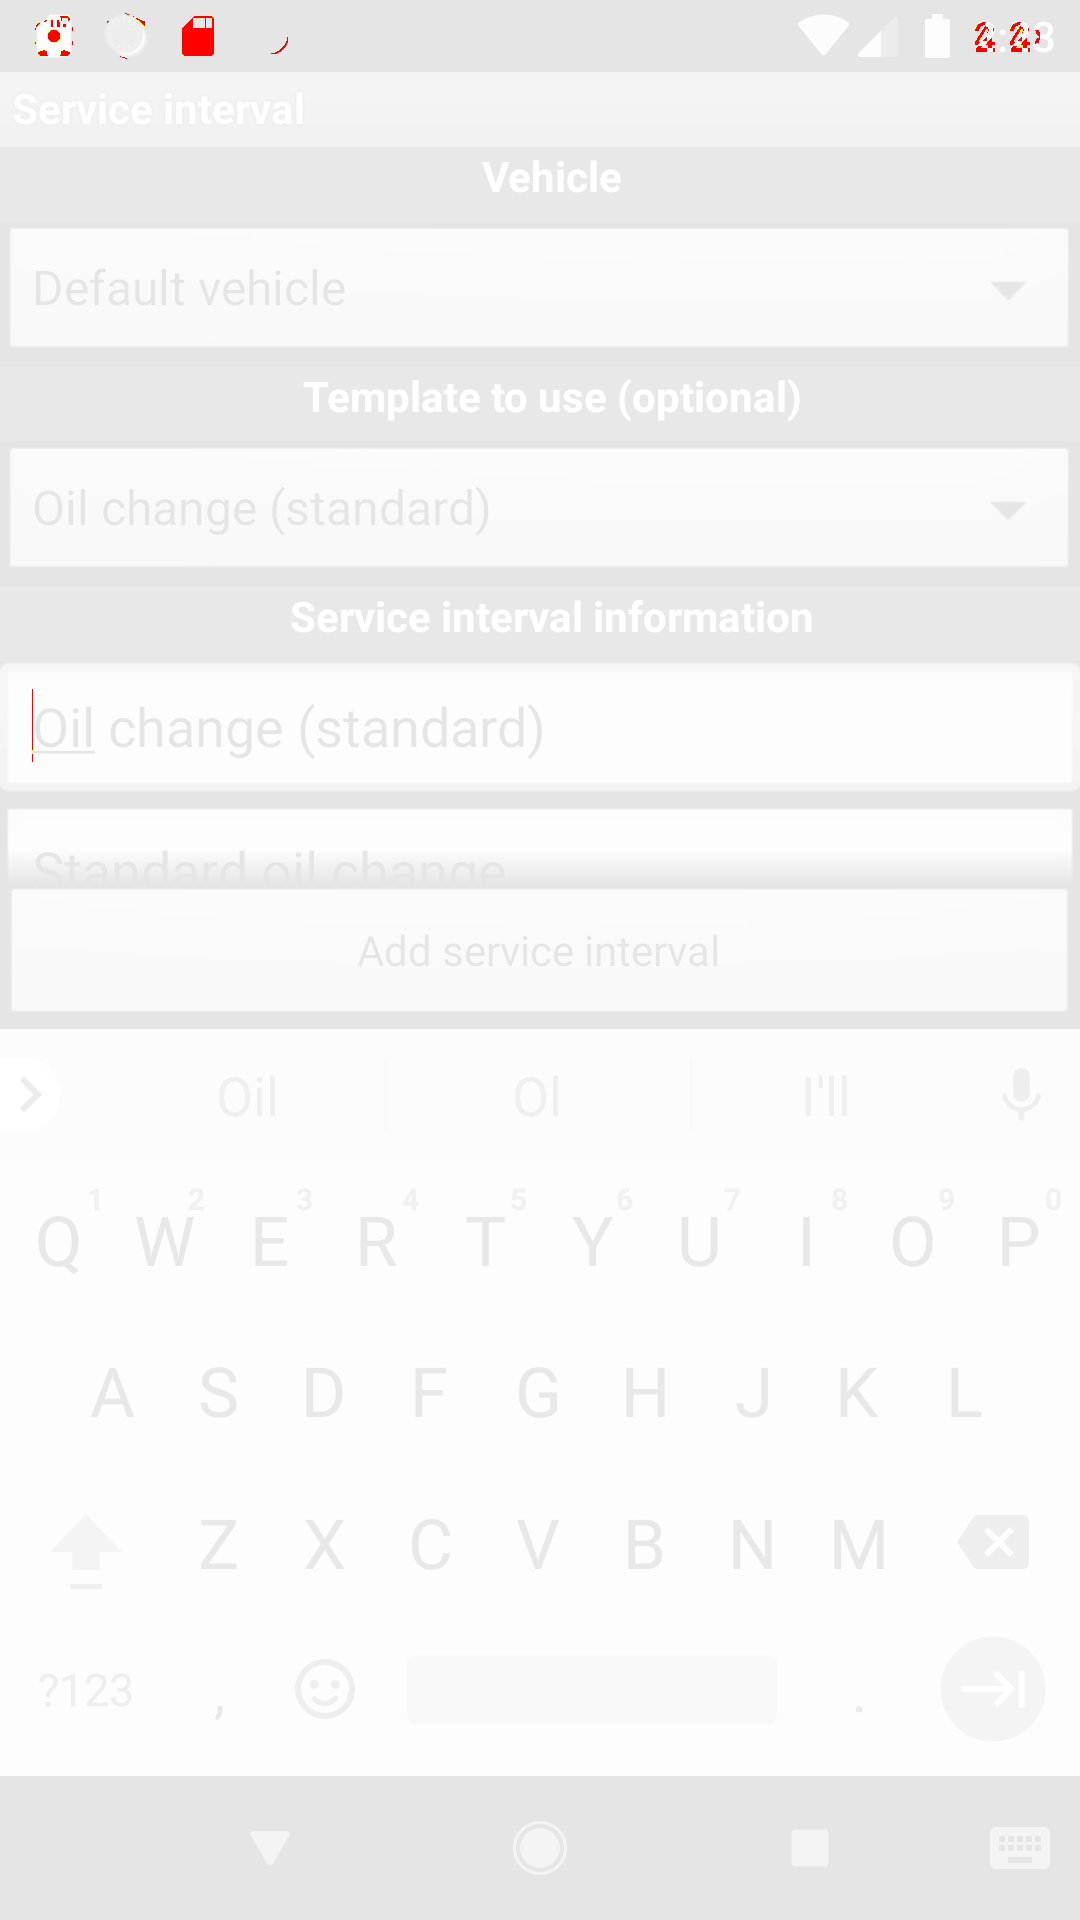 Service interval
Vehicle
Default vehicle
Template to use (optional)
Oil change (standard)
Service interval information
Oil change (standard)
Standard oil change
Add service interval
Oil Ol I'll
1 2 3 4 5 6 7 8 9 0
Q W E R T Y U I O P
A S D F G H J K L
Z X C V B N M
?123 , .